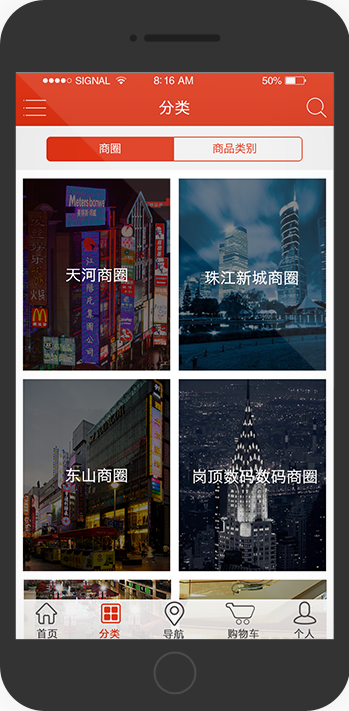 SIGNAL 8:16 AM 50%
分类
商圈 商品类别
Meters/bonwe
天河商圈
珠江新城商圈
东山商圈
岗顶数码数码商圈
首页 分类 导航 购物车 个人